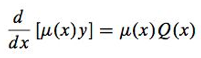 d/dx [μ(x)y] = μ(x)Q(x)